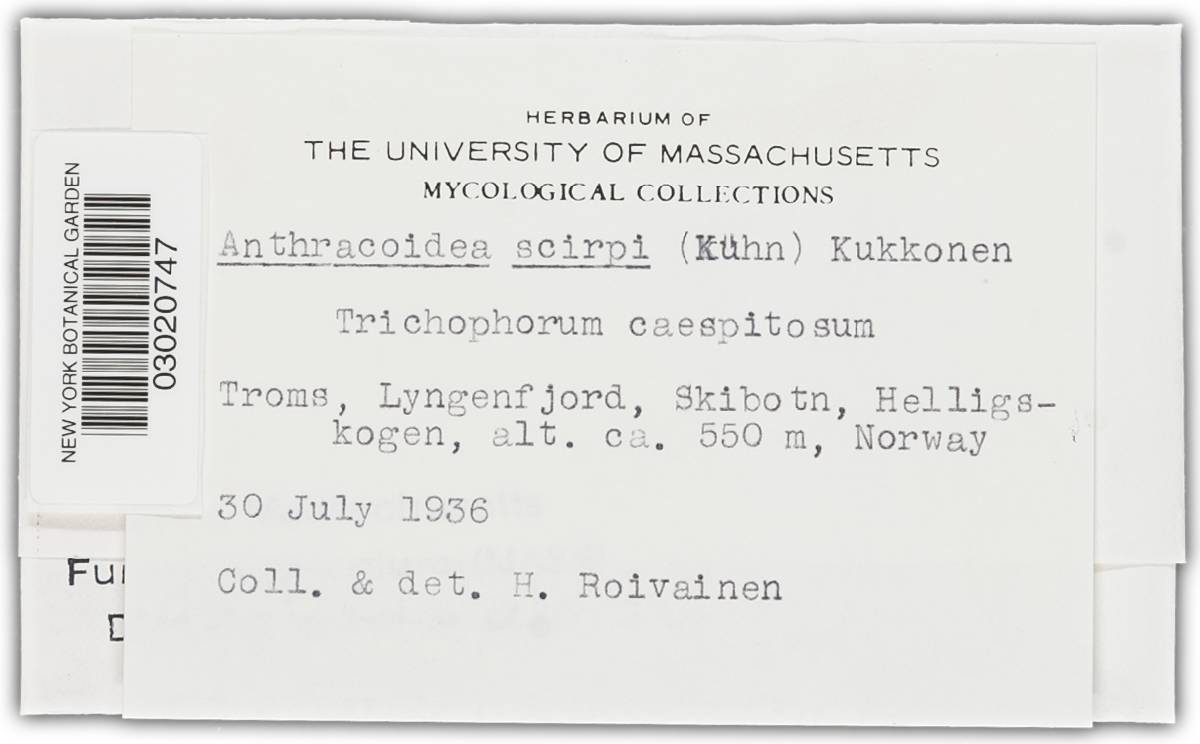 HERBARIUM OF
THE UNIVERSITY OF MASSACHUSETTS
MYCOLOGICAL COLLECTIONS
Anthracoidea scirpi (Kühn) Kukkonen
Trichophorum caespitosum
Troms, Lyngenfjord, Skibotn, Helligs-
kogen, alt. ca. 550 m, Norway
30 July 1936
Coll. & det. H. Roivainen
NEW YORK BOTANICAL GARDEN
03020747